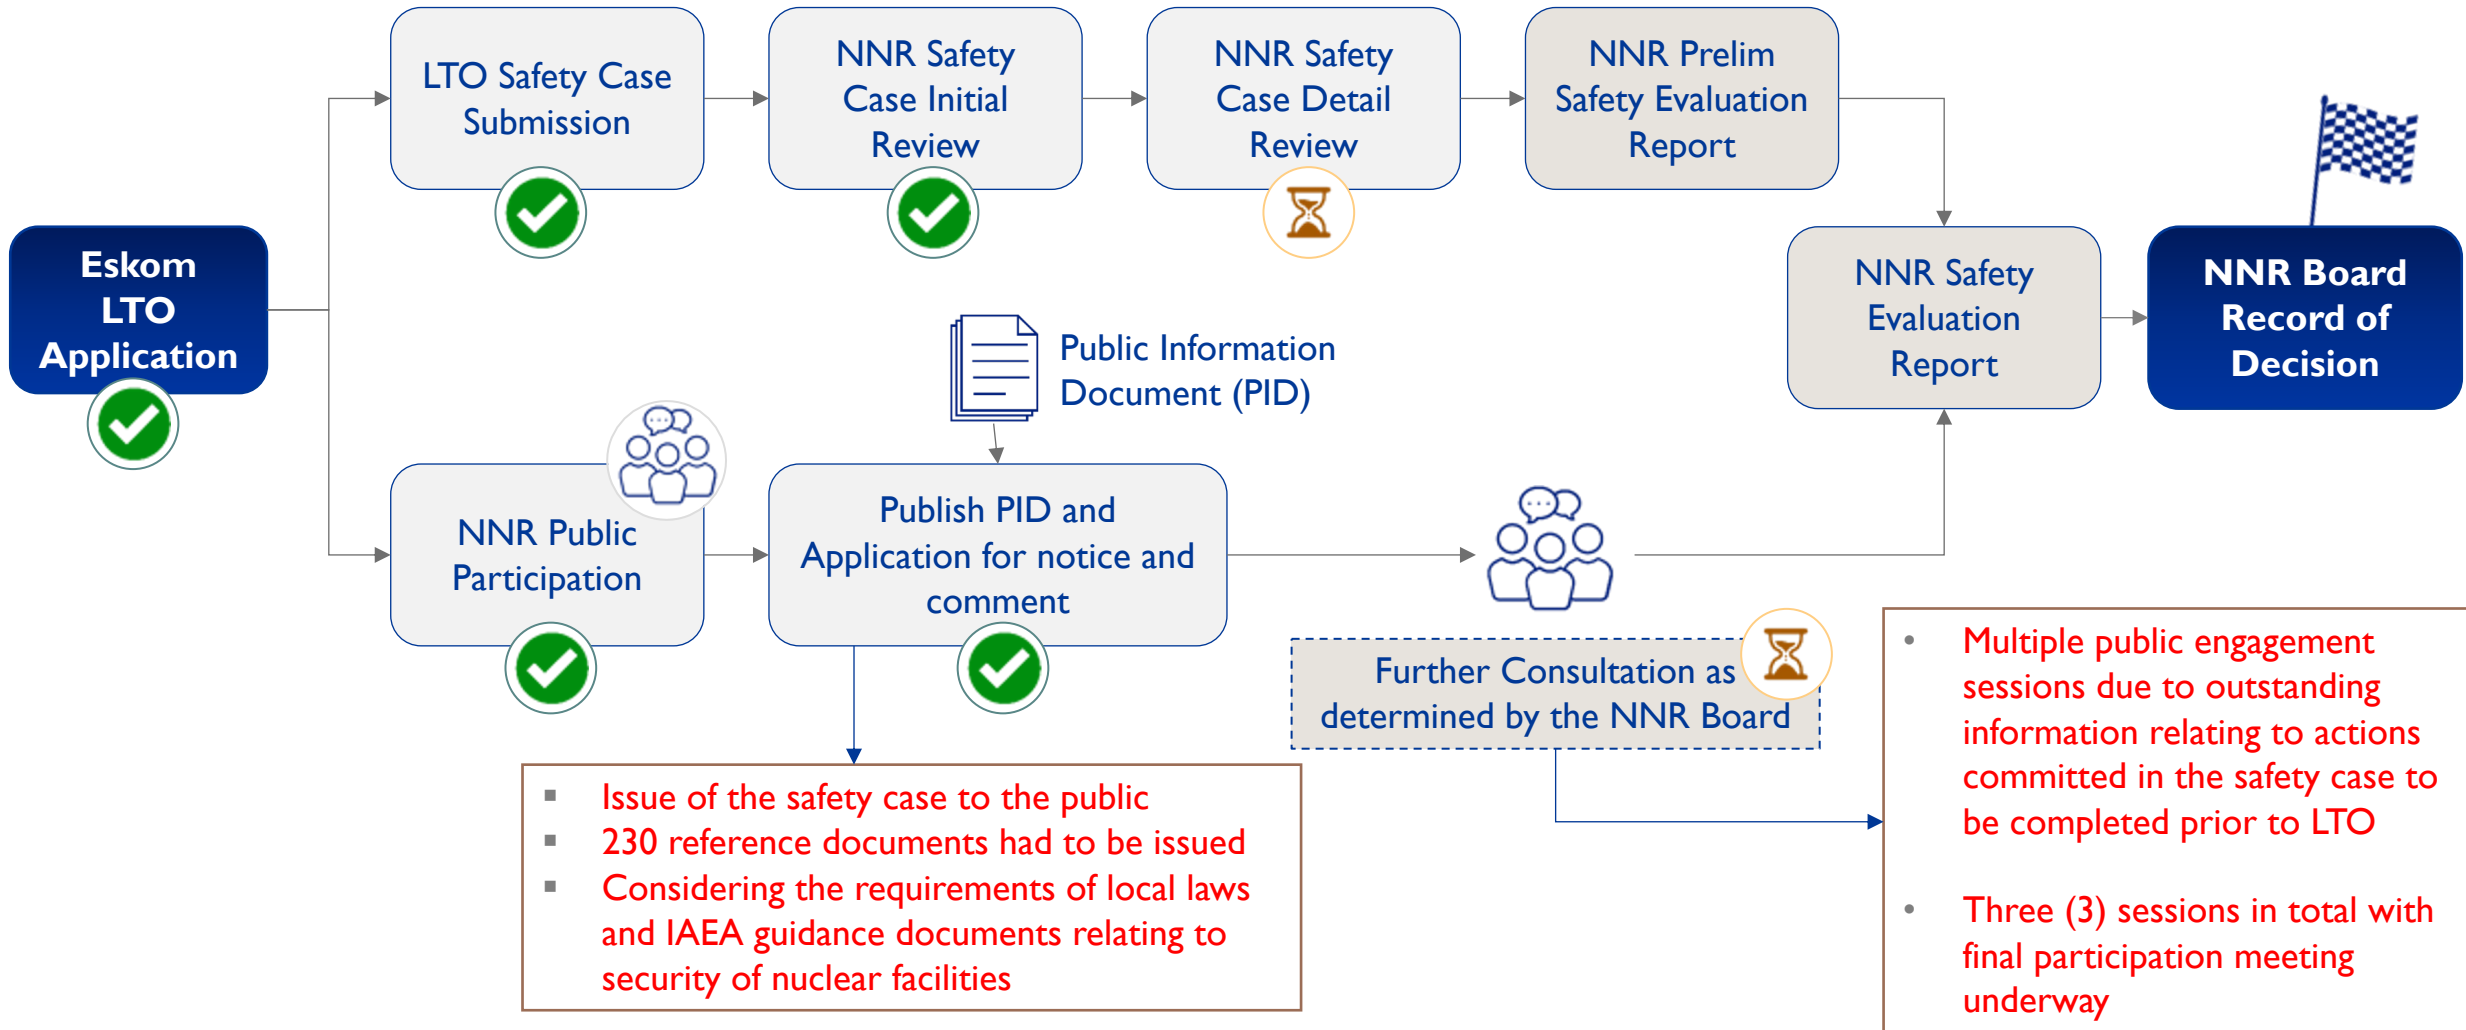 LTO Safety Case
Submission
NNR Safety
Case Initial
Review
NNR Safety
Case Detail
Review
NNR Prelim
Safety Evaluation
Report
Eskom
LTO
Application
Public Information
Document (PID)
NNR Safety
Evaluation
Report
NNR Board
Record of
Decision
NNR Public
Participation
Publish PID and
Application for notice and
comment
Further Consultation as
determined by the NNR Board
▪ Issue of the safety case to the public
▪ 230 reference documents had to be issued
▪ Considering the requirements of local laws
and IAEA guidance documents relating to
security of nuclear facilities
• Multiple public engagement
sessions due to outstanding
information relating to actions
committed in the safety case to
be completed prior to LTO
• Three (3) sessions in total with
final participation meeting
underway